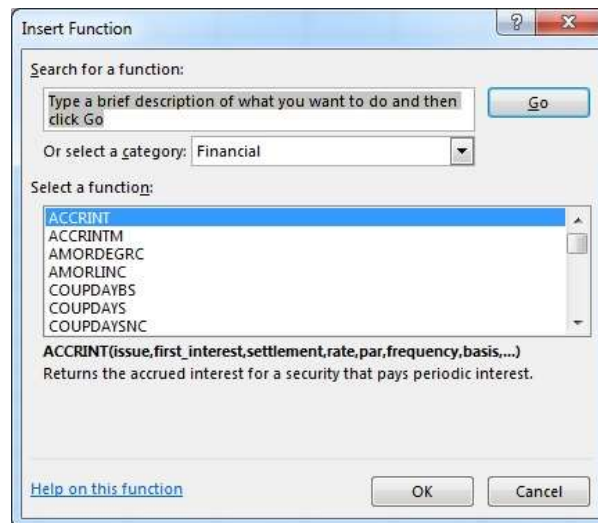 Insert Function
?
Search for a function:
Type a brief description of what you want to do and then
click Go
Go
Or select a category: Financial
Select a function:
ACCRINT
ACCRINTM
AMORDEGRC
AMORLINC
COUPDAYBS
COUPDAYS
COUPDAYSNC
ACCRINT(issue,first_interest,settlement,rate,par,frequency,basis,...)
Returns the accrued interest for a security that pays periodic interest.
Help on this function
OK
Cancel